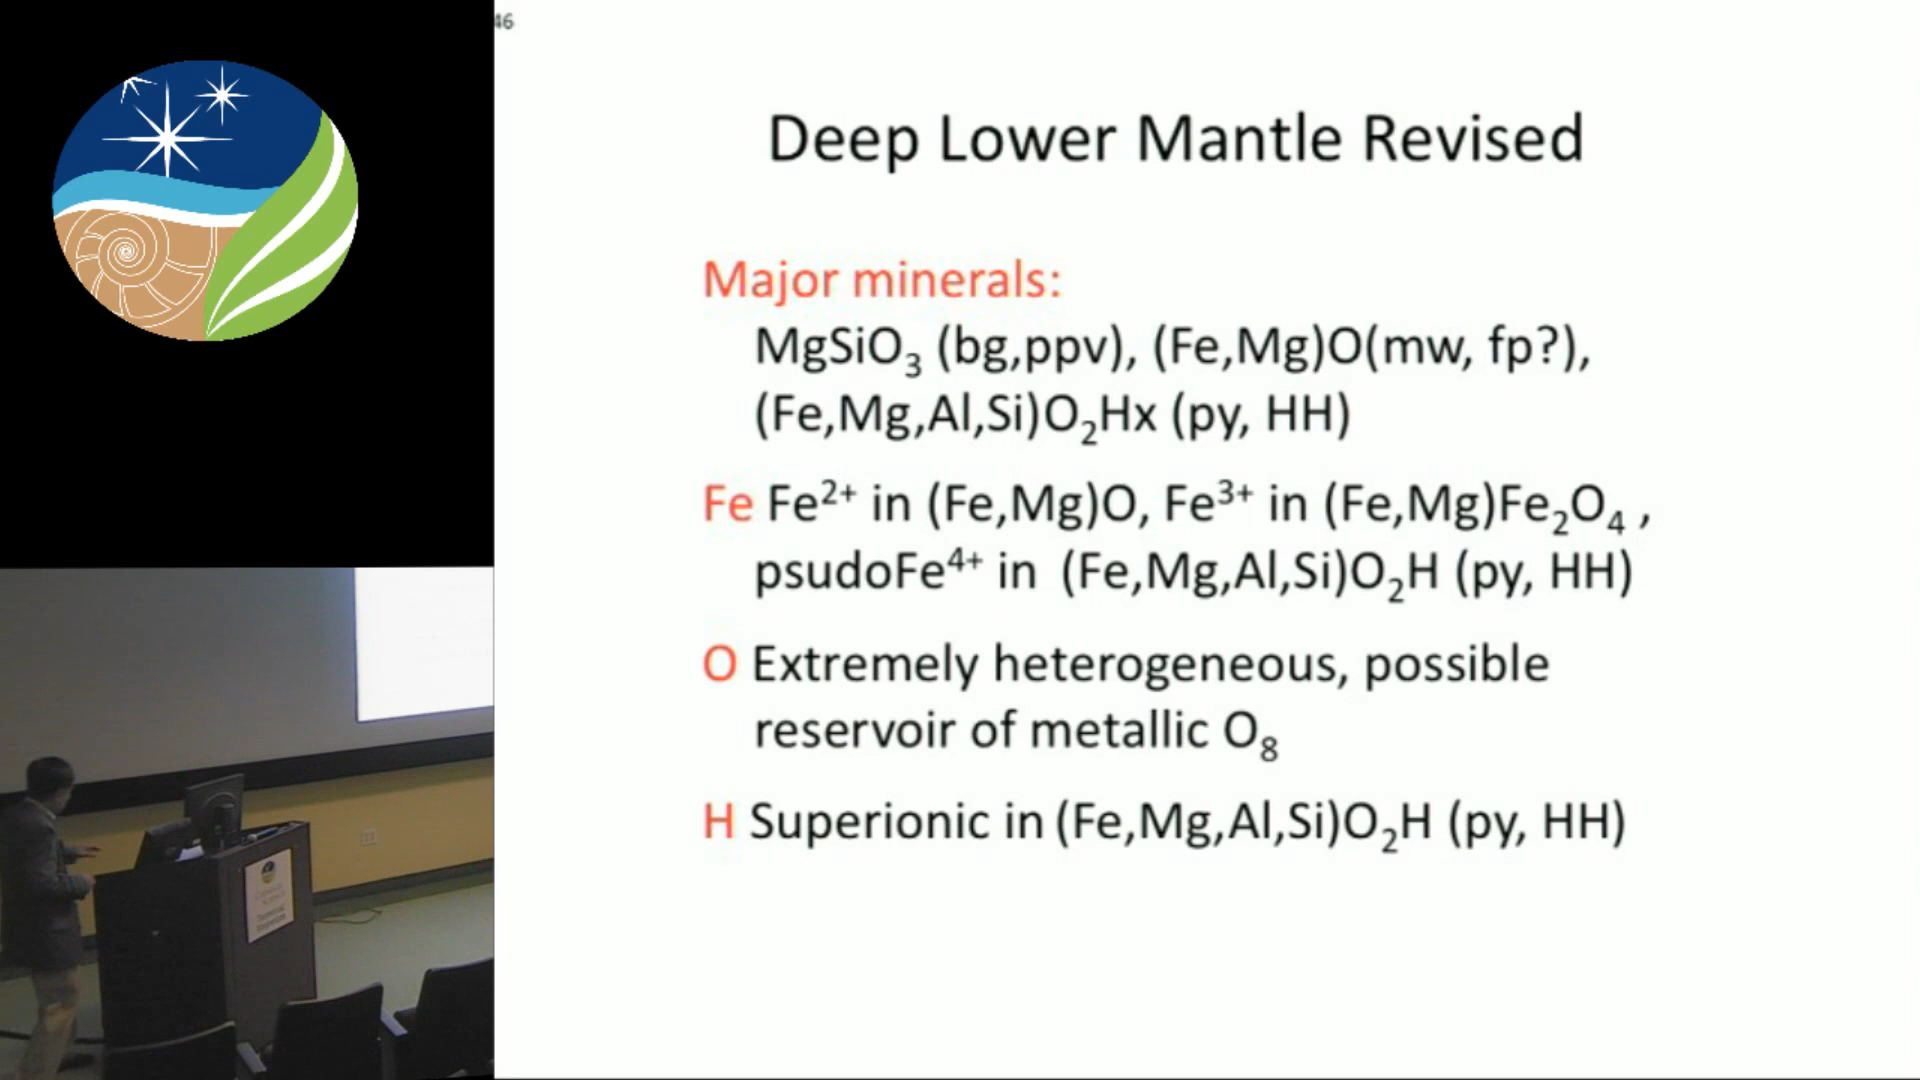 46
Deep Lower Mantle Revised
Major minerals:
MgSiO₃ (bg,ppv), (Fe,Mg)O(mw, fp?),
(Fe,Mg,Al,Si)O₂Hx (py, HH)
Fe Fe²⁺ in (Fe,Mg)O, Fe³⁺ in (Fe,Mg)Fe₂O₄ ,
psudoFe⁴⁺ in (Fe,Mg,Al,Si)O₂H (py, HH)
O Extremely heterogeneous, possible
reservoir of metallic O₈
H Superionic in (Fe,Mg,Al,Si)O₂H (py, HH)